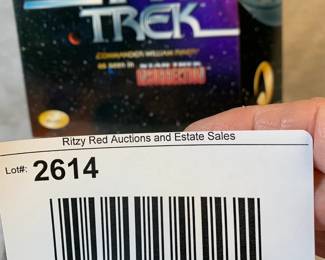 TREK
COMMANDER WILLIAM RIKER
as seen in STAR TREK
INSURRECTION
Ritzy Red Auctions and Estate Sales
Lot#: 2614